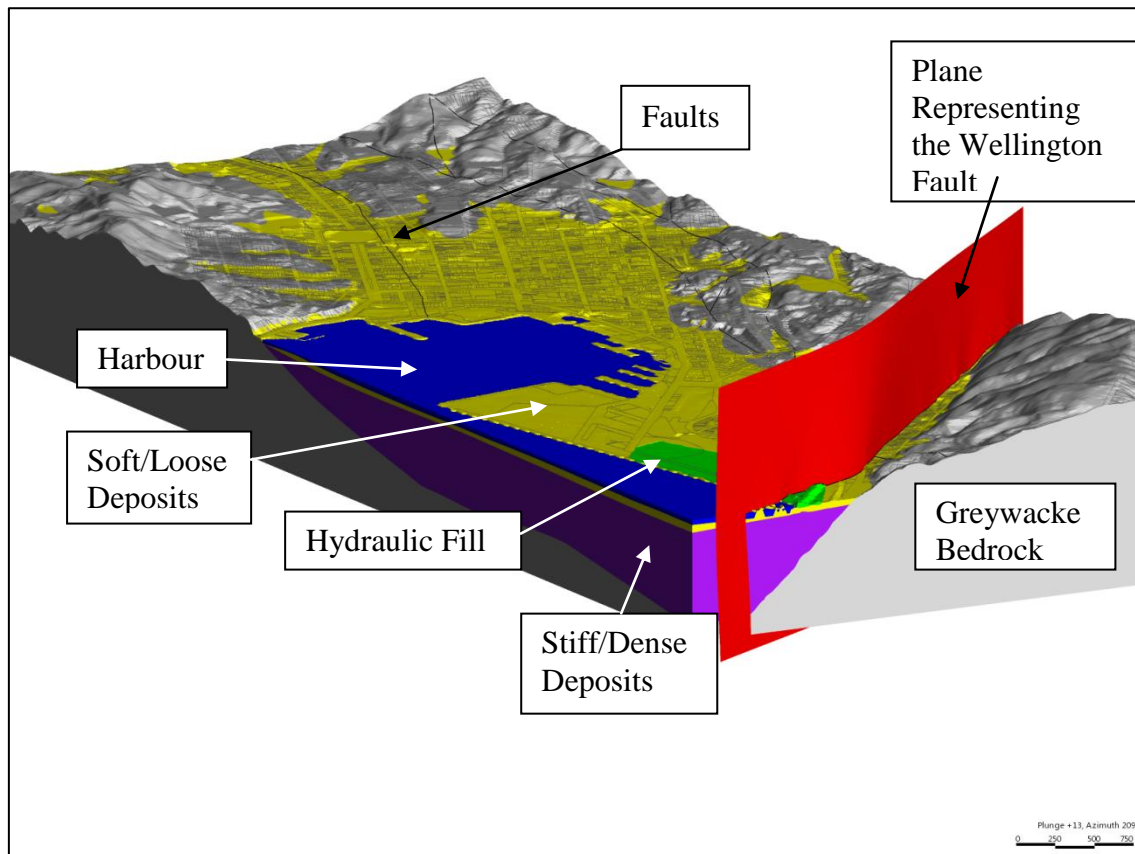 Plane
Representing
the Wellington
Fault
Faults
Harbour
Soft/Loose
Deposits
Hydraulic Fill
Greywacke
Bedrock
Stiff/Dense
Deposits
Plunge +13, Azimuth 209
0 250 500 750